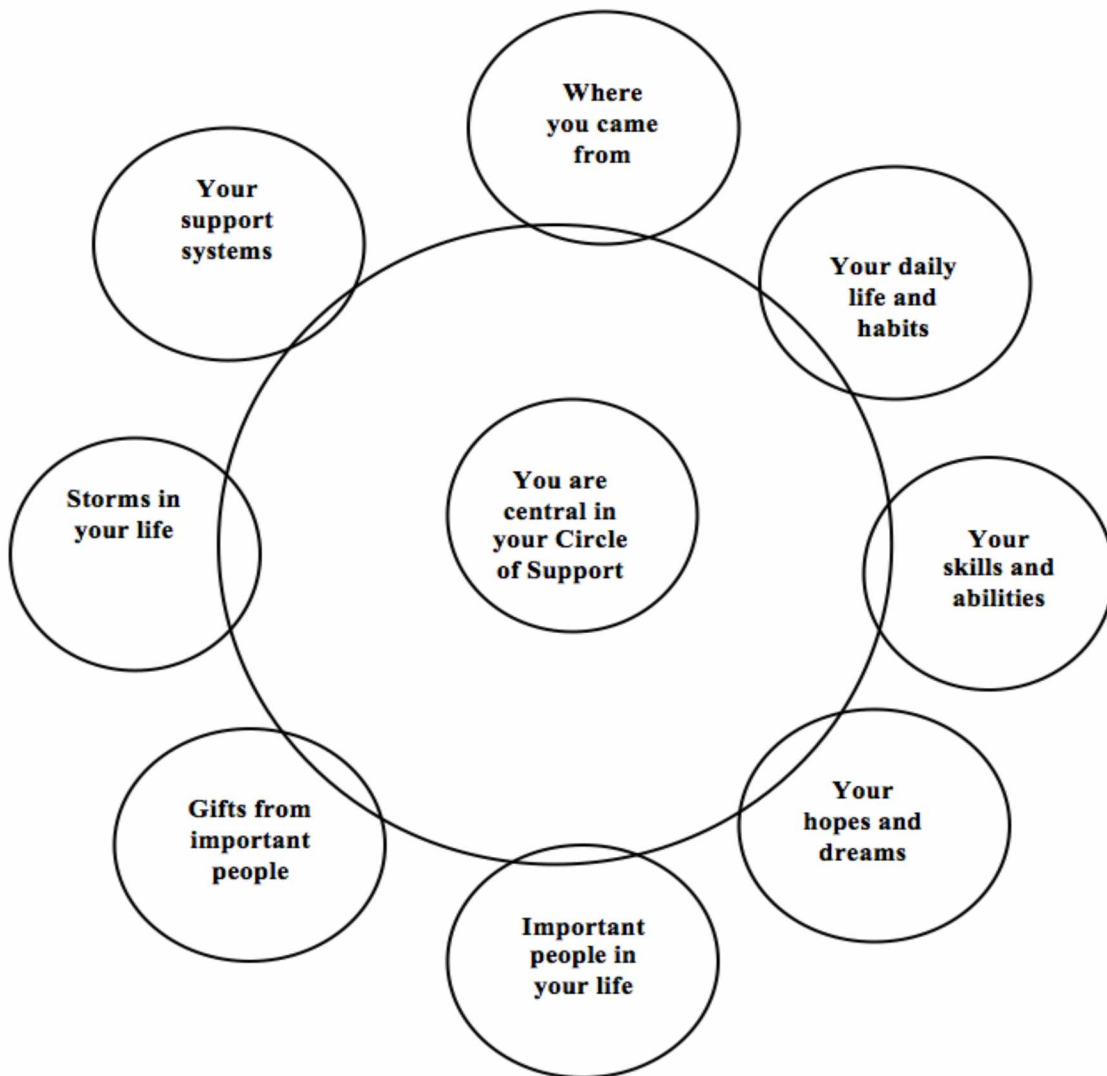 Where
you came
from
Your daily
life and
habits
Your
skills and
abilities
Your
hopes and
dreams
Important
people in
your life
Gifts from
important
people
Storms in
your life
Your
support
systems
You are
central in
your Circle
of Support